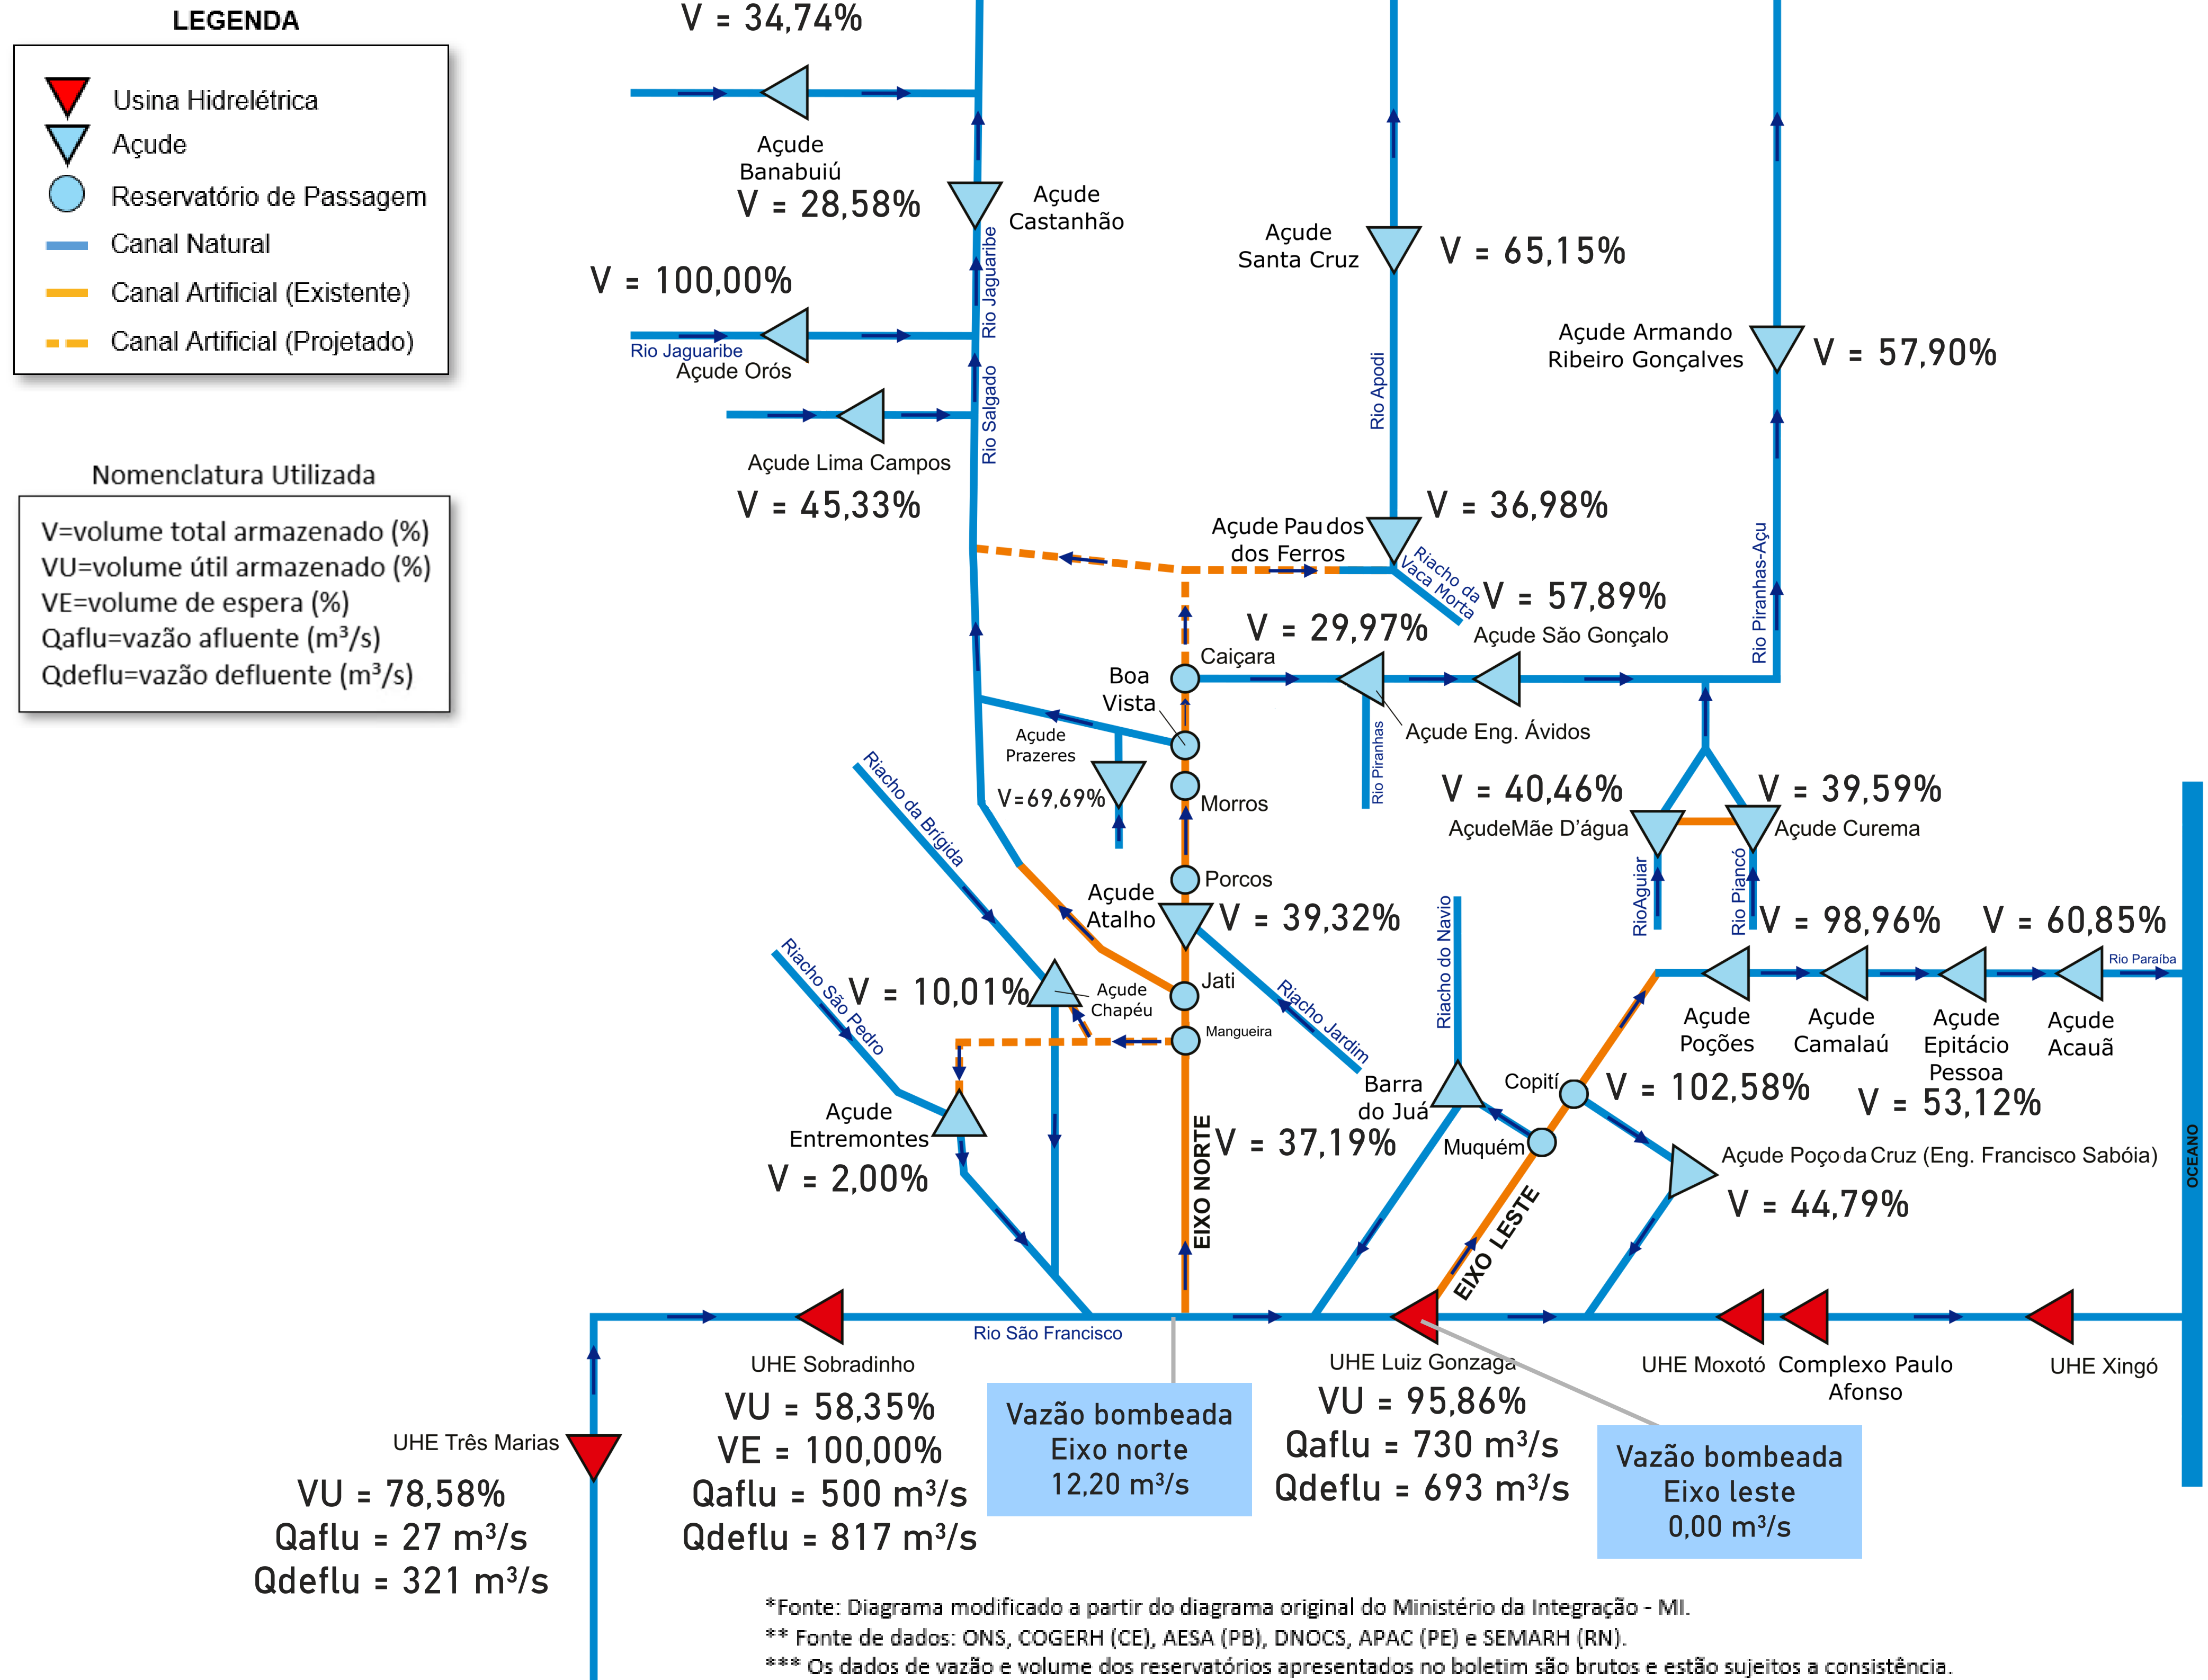 LEGENDA
Usina Hidrelétrica
Açude
Reservatório de Passagem
Canal Natural
Canal Artificial (Existente)
Canal Artificial (Projetado)
Nomenclatura Utilizada
V=volume total armazenado (%)
VU=volume útil armazenado (%)
VE=volume de espera (%)
Qaflu=vazão afluente (m³/s)
Qdeflu=vazão defluente (m³/s)
V = 34,74%
Açude
Banabuiú
V = 28,58%
Açude
Castanhão
V = 100,00%
Rio Jaguaribe
Açude Orós
Rio Jaguaribe
Rio Salgado
Açude Lima Campos
V = 45,33%
Açude
Santa Cruz
V = 65,15%
Rio Apodi
Açude Armando
Ribeiro Gonçalves
V = 57,90%
Rio Piranhas-Açu
Açude Pau dos
dos Ferros
V = 36,98%
Riacho da
Vaca Morta
V = 57,89%
Açude São Gonçalo
V = 29,97%
Caiçara
Boa
Vista
Açude Eng. Ávidos
Rio Piranhas
Açude
Prazeres
V=69,69%
Morros
Porcos
V = 40,46%
AçudeMãe D'água
V = 39,59%
Açude Curema
RioAguiar
Rio Piancó
Riacho da Brígida
Riacho São Pedro
Açude
Atalho
V = 39,32%
Jati
Riacho Jardim
V = 10,01%
Açude
Chapéu
Mangueira
Açude
Entremontes
V = 2,00%
EIXO NORTE
Riacho do Navio
Barra
do Juá
V = 37,19%
Copití
Muquém
EIXO LESTE
V = 98,96%
V = 60,85%
Rio Paraíba
Açude
Poções
Açude
Camalaú
Açude
Epitácio
Pessoa
Açude
Acauã
V = 102,58%
V = 53,12%
Açude Poço da Cruz (Eng. Francisco Sabóia)
V = 44,79%
OCEANO
Rio São Francisco
UHE Sobradinho
VU = 58,35%
VE = 100,00%
Qaflu = 500 m³/s
Qdeflu = 817 m³/s
UHE Três Marias
VU = 78,58%
Qaflu = 27 m³/s
Qdeflu = 321 m³/s
Vazão bombeada
Eixo norte
12,20 m³/s
UHE Luiz Gonzaga
VU = 95,86%
Qaflu = 730 m³/s
Qdeflu = 693 m³/s
Vazão bombeada
Eixo leste
0,00 m³/s
UHE Moxotó
Complexo Paulo
Afonso
UHE Xingó
*Fonte: Diagrama modificado a partir do diagrama original do Ministério da Integração - MI.
** Fonte de dados: ONS, COGERH (CE), AESA (PB), DNOCS, APAC (PE) e SEMARH (RN).
*** Os dados de vazão e volume dos reservatórios apresentados no boletim são brutos e estão sujeitos a consistência.